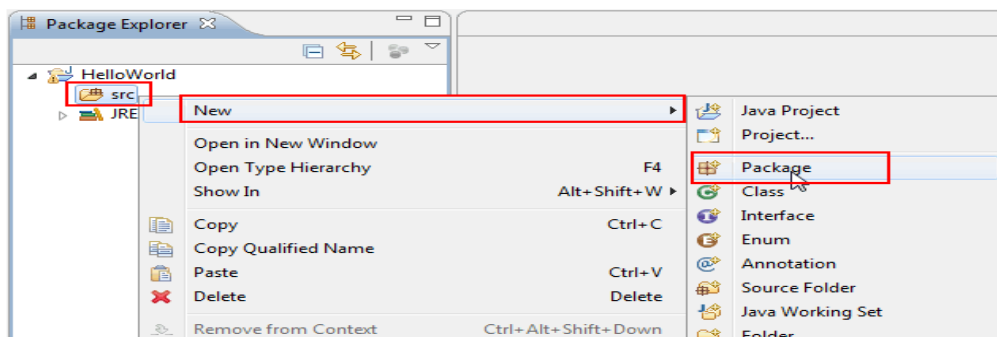 Package Explorer
HelloWorld
src
JRE
New
Open in New Window
Open Type Hierarchy F4
Show In Alt+Shift+W
Copy Ctrl+C
Copy Qualified Name
Paste Ctrl+V
Delete Delete
Remove from Context Ctrl+Alt+Shift+Down
Java Project
Project...
Package
Class
Interface
Enum
Annotation
Source Folder
Java Working Set
Folder